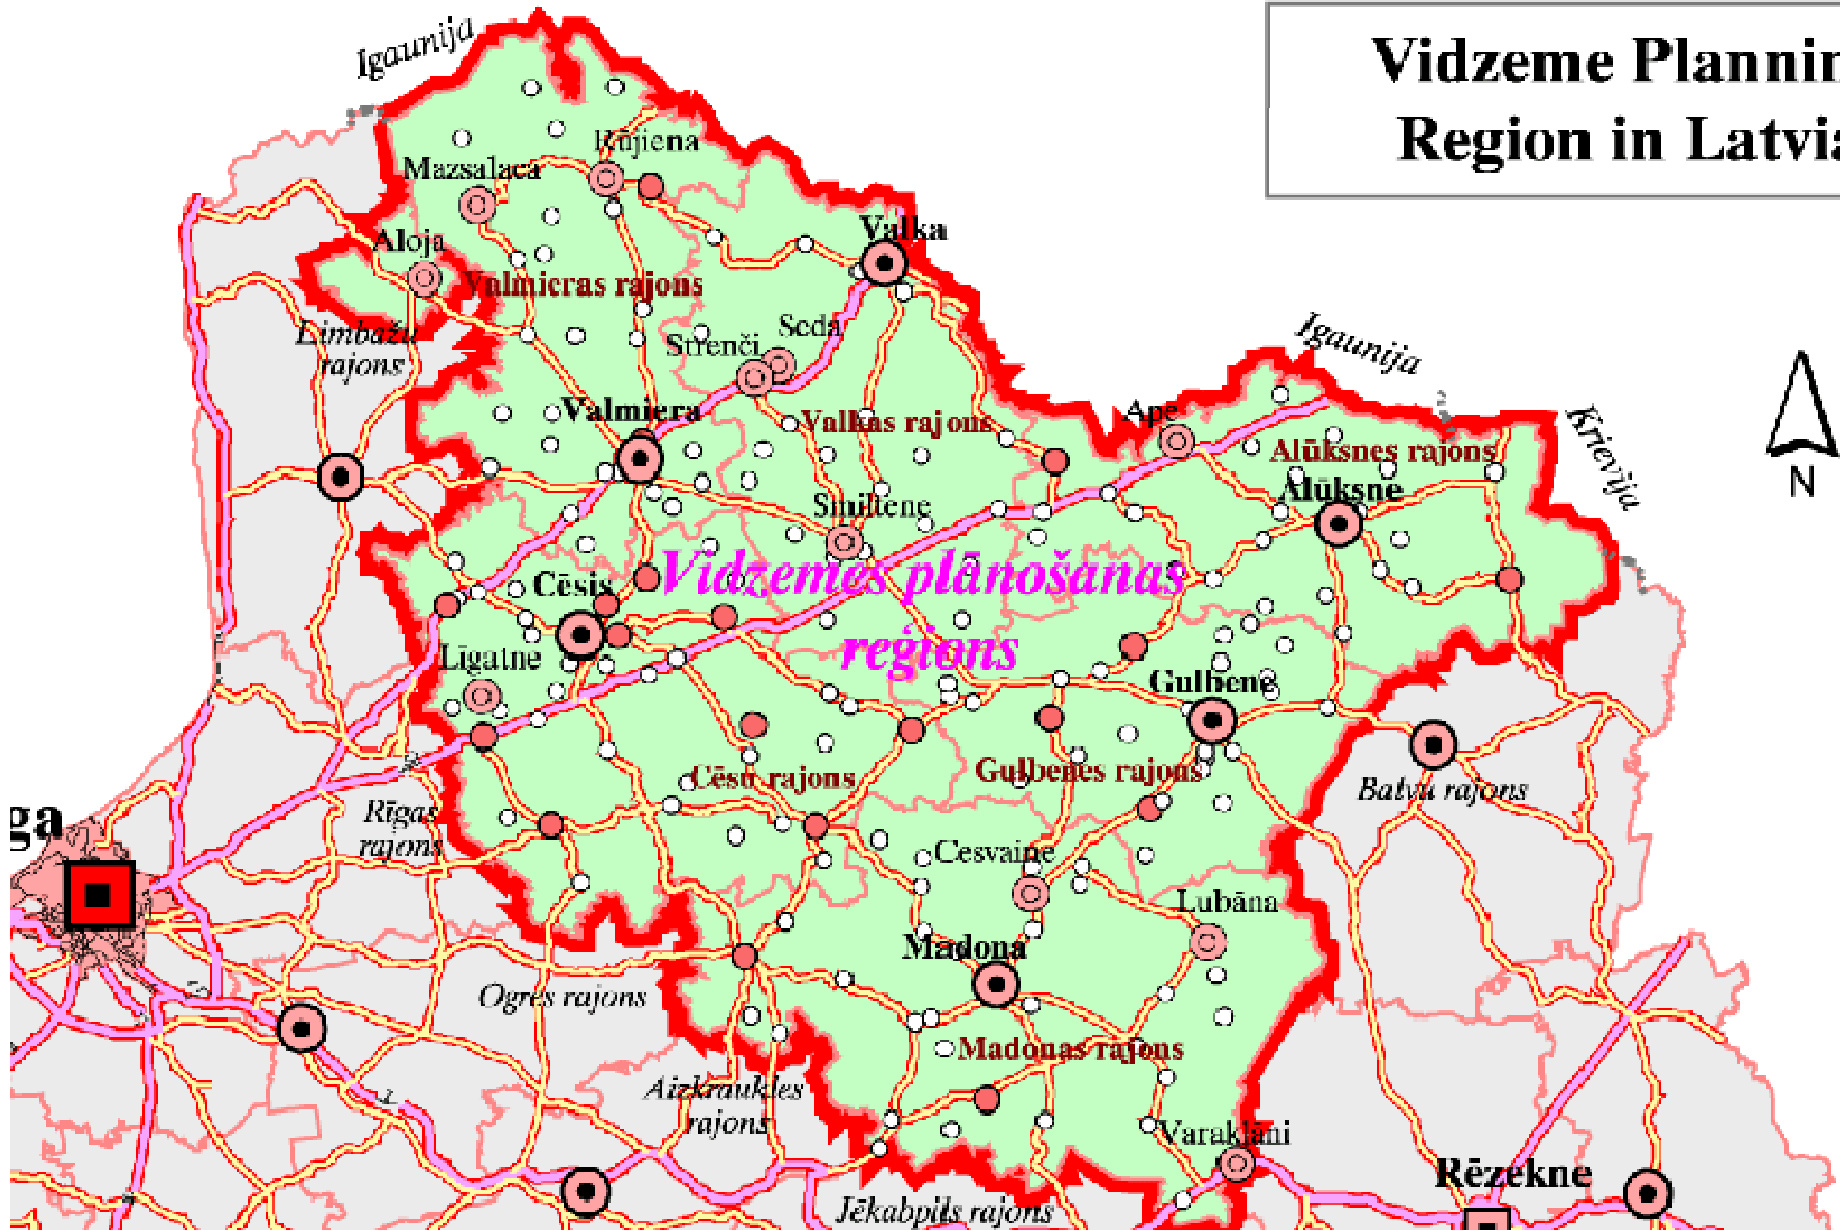 Igaunija
Vidzeme Plannin
Region in Latvia
Rūjiena
Mazsalaca
Valka
Aloja
Valmieras rajons
Igaunija
Limbažu
rajons
Seda
Strenči
Valmiera
Valkas rajons
Ape
Krievija
Alūksnes rajons
Alūksne
N
Smiltene
Vidzemes plānošanas
reģions
Cēsis
Līgatne
Gulbene
Cēsu rajons
Gulbenes rajons
Balvu rajons
Rīgas
rajons
ga
Cesvaine
Lubāna
Madona
Ogres rajons
Madonas rajons
Aizkraukles
rajons
Varakļāni
Rēzekne
Jēkabpils rajons